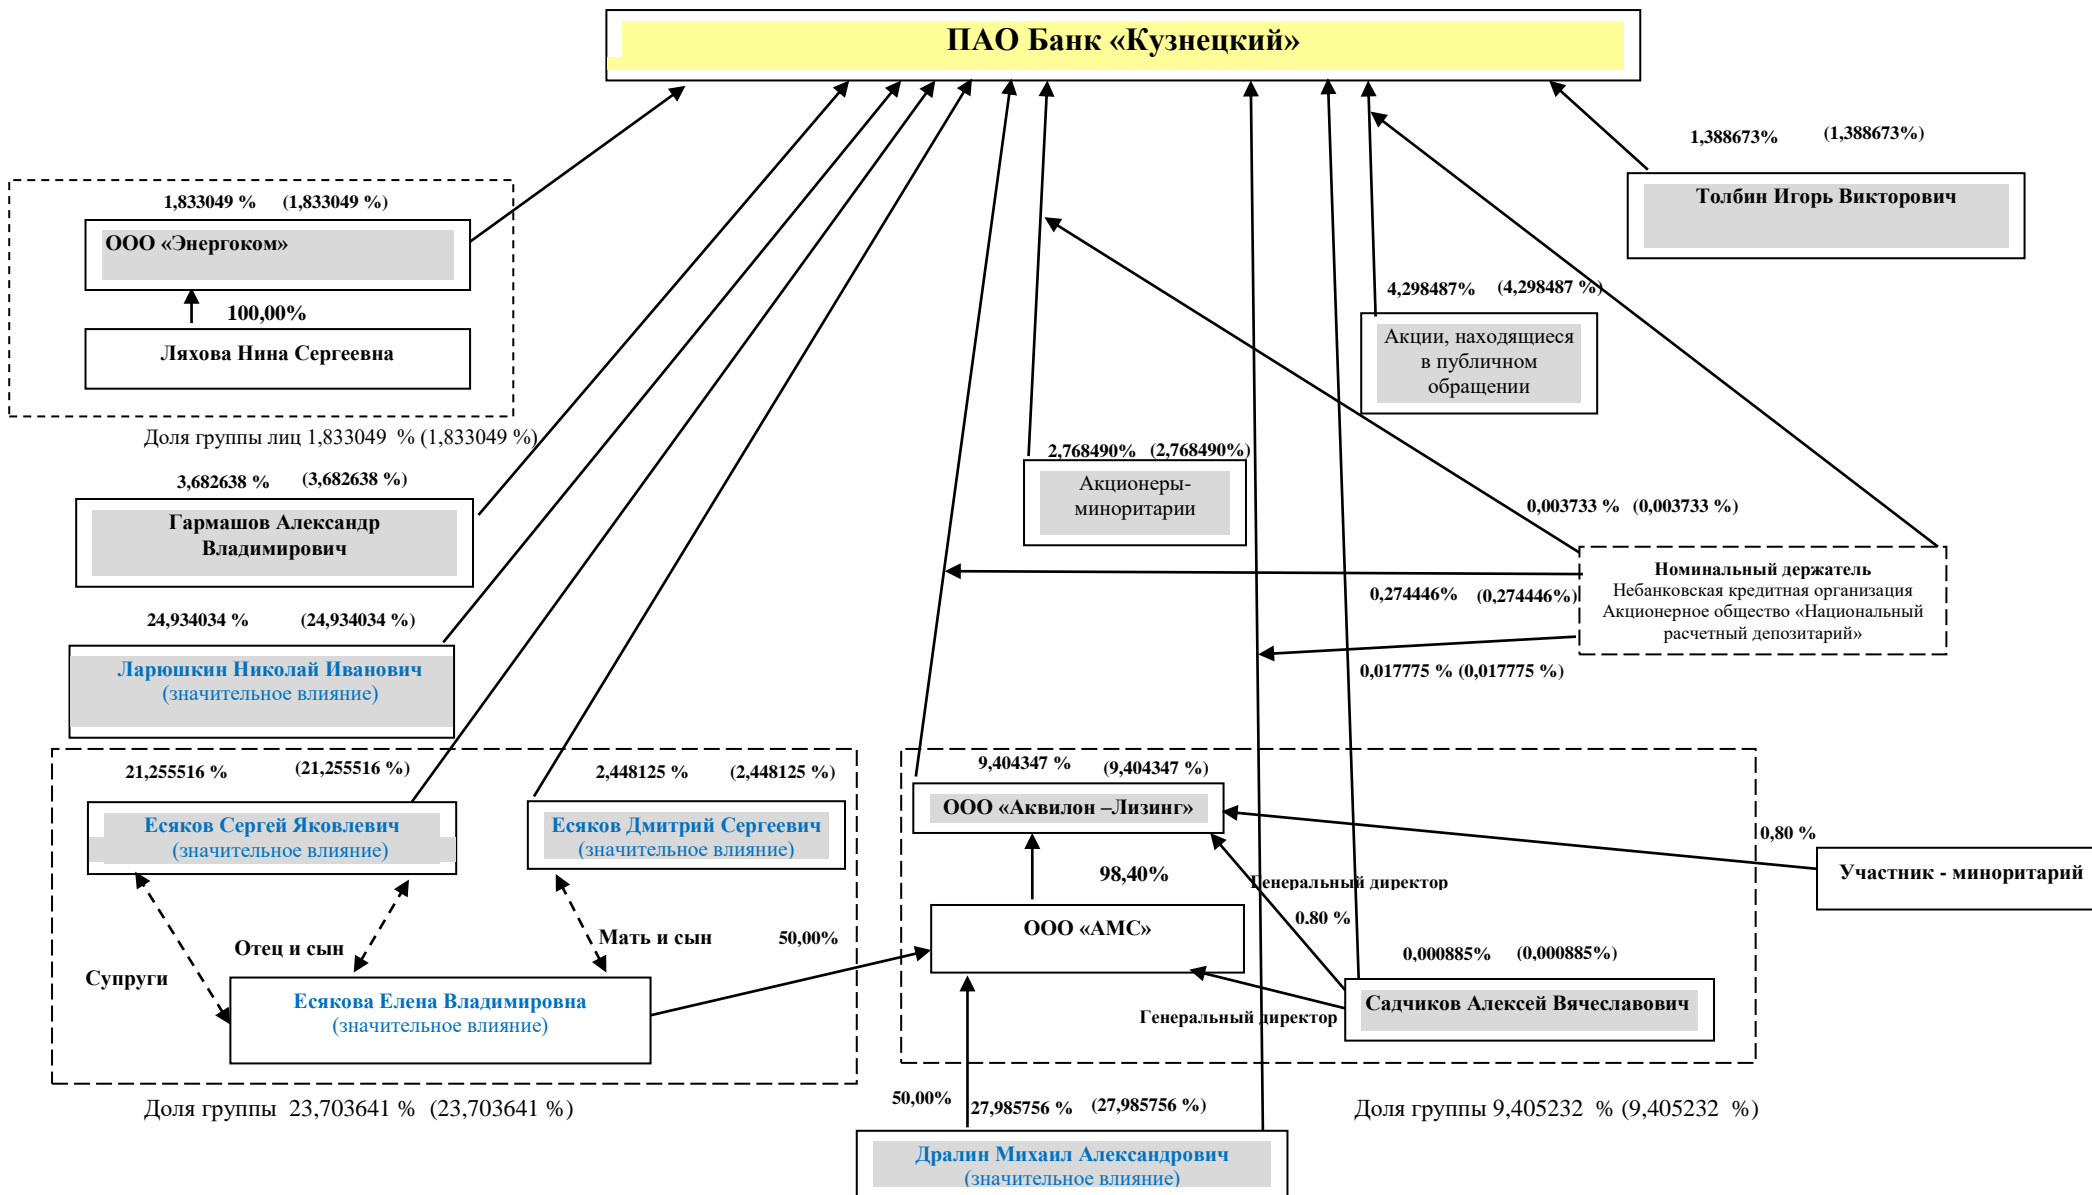 ПАО Банк «Кузнецкий»
1,388673% (1,388673%)
Толбин Игорь Викторович
1,833049 % (1,833049 %)
ООО «Энергоком»
100,00%
Ляхова Нина Сергеевна
Доля группы лиц 1,833049 % (1,833049 %)
4,298487% (4,298487 %)
Акции, находящиеся
в публичном
обращении
2,768490% (2,768490%)
Акционеры-
миноритарии
3,682638 % (3,682638 %)
Гармашов Александр
Владимирович
0,003733 % (0,003733 %)
Номинальный держатель
Небанковская кредитная организация
Акционерное общество «Национальный
расчетный депозитарий»
0,274446% (0,274446%)
0,017775 % (0,017775 %)
24,934034 % (24,934034 %)
Ларюшкин Николай Иванович
(значительное влияние)
21,255516 % (21,255516 %)
Есяков Сергей Яковлевич
(значительное влияние)
2,448125 % (2,448125 %)
Есяков Дмитрий Сергеевич
(значительное влияние)
Супруги
Отец и сын
Мать и сын
50,00%
Есякова Елена Владимировна
(значительное влияние)
Доля группы 23,703641 % (23,703641 %)
9,404347 % (9,404347 %)
ООО «Аквилон –Лизинг»
98,40%
Генеральный директор
0.80 %
0,80 %
Участник - миноритарий
ООО «АМС»
0,000885% (0,000885%)
Садчиков Алексей Вячеславович
Генеральный директор
Доля группы 9,405232 % (9,405232 %)
50,00%
27,985756 % (27,985756 %)
Дралин Михаил Александрович
(значительное влияние)